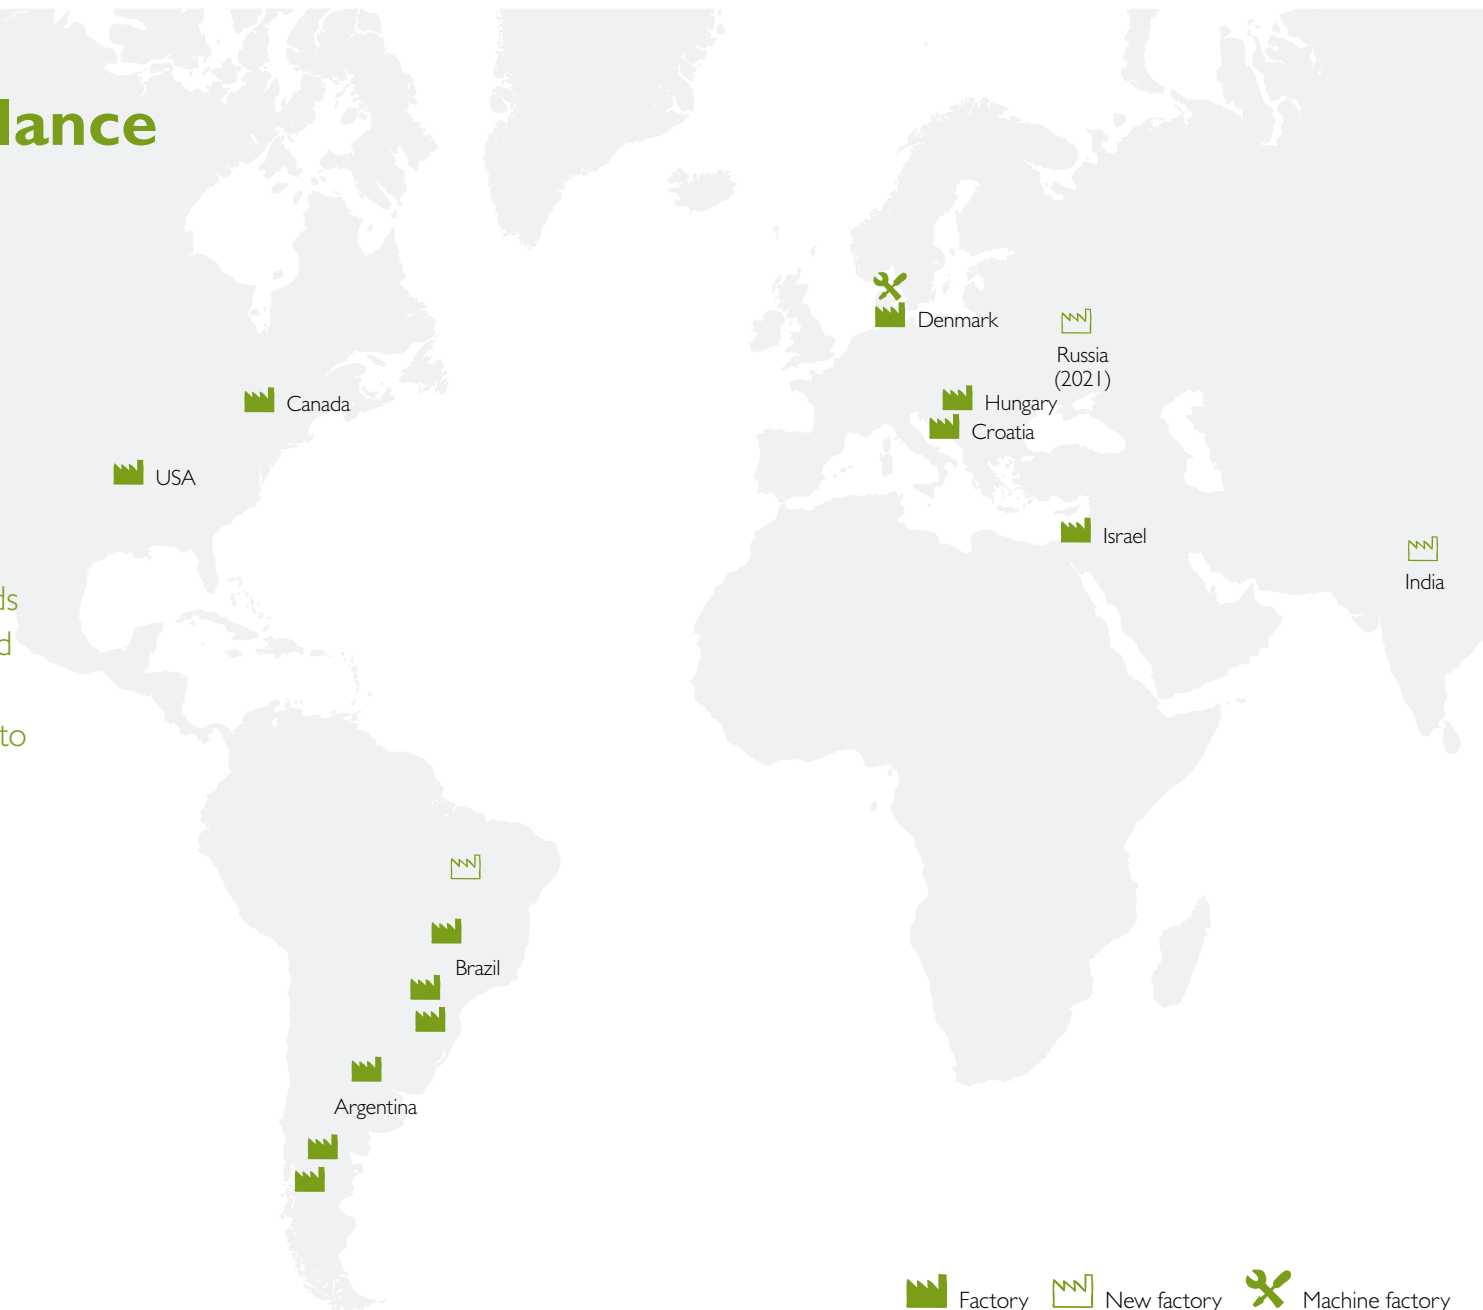 lance
Denmark
Russia
(2021)
Canada
Hungary
Croatia
USA
Israel
India
ds
d
to
Brazil
Argentina
Factory
New factory
Machine factory